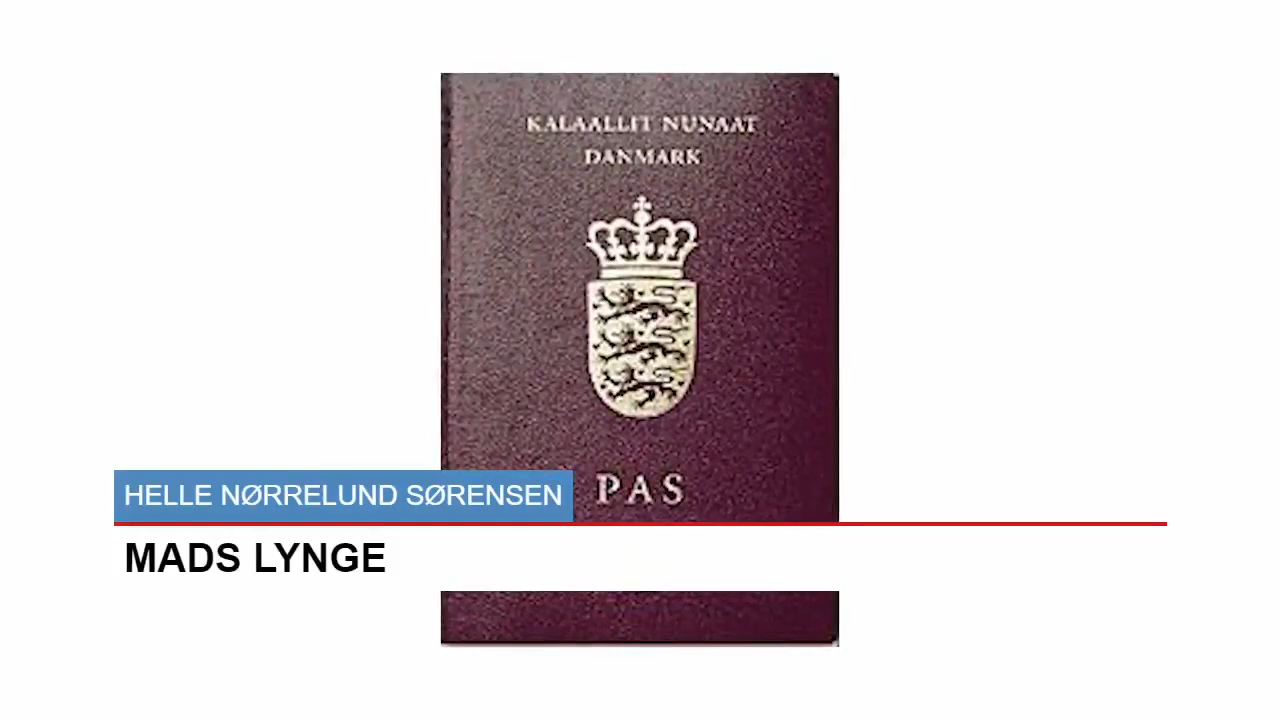 KALAALLIT NUNAAT
DANMARK
PAS
HELLE NØRRELUND SØRENSEN
MADS LYNGE